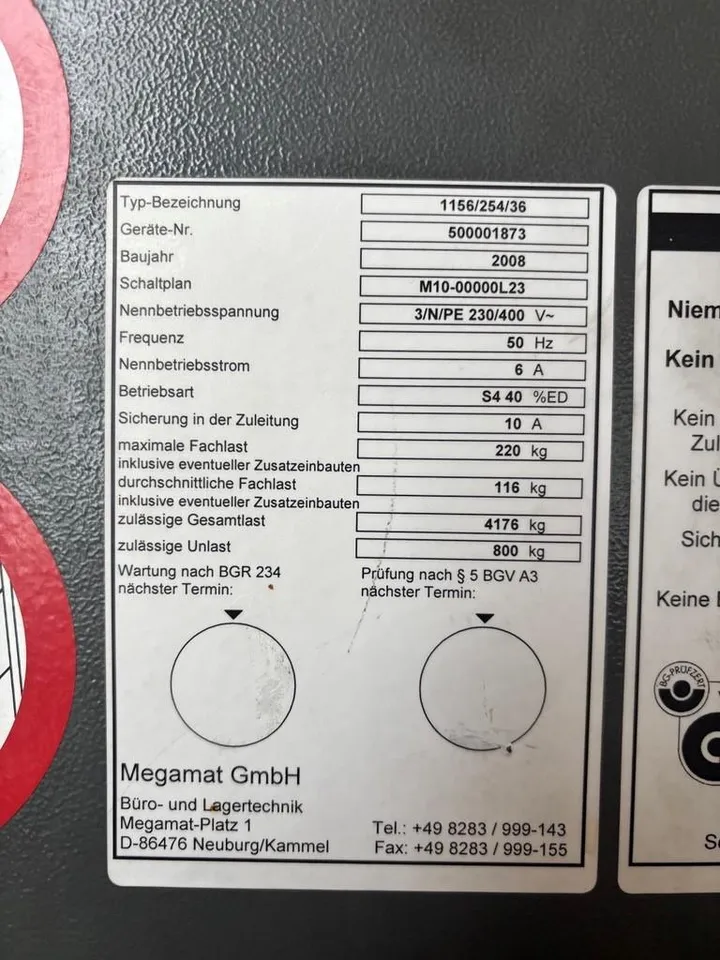 Typ-Bezeichnung 1156/254/36
Geräte-Nr. 500001873
Baujahr 2008
Schaltplan M10-00000L23
Nennbetriebsspannung 3/N/PE 230/400 V~
Frequenz 50 Hz
Nennbetriebsstrom 6 A
Betriebsart S4 40 %ED
Sicherung in der Zuleitung 10 A
maximale Fachlast 220 kg
inklusive eventueller Zusatzeinbauten
durchschnittliche Fachlast 116 kg
inklusive eventueller Zusatzeinbauten
zulässige Gesamtlast 4176 kg
zulässige Unlast 800 kg
Wartung nach BGR 234
nächster Termin:
Prüfung nach § 5 BGV A3
nächster Termin:
Megamat GmbH
Büro- und Lagertechnik
Megamat-Platz 1
D-86476 Neuburg/Kammel
Tel.: +49 8283 / 999-143
Fax: +49 8283 / 999-155
Niem
Kein
Kein
Zul
Kein Ü
die
Sich
Keine
BG-PRÜFZERT